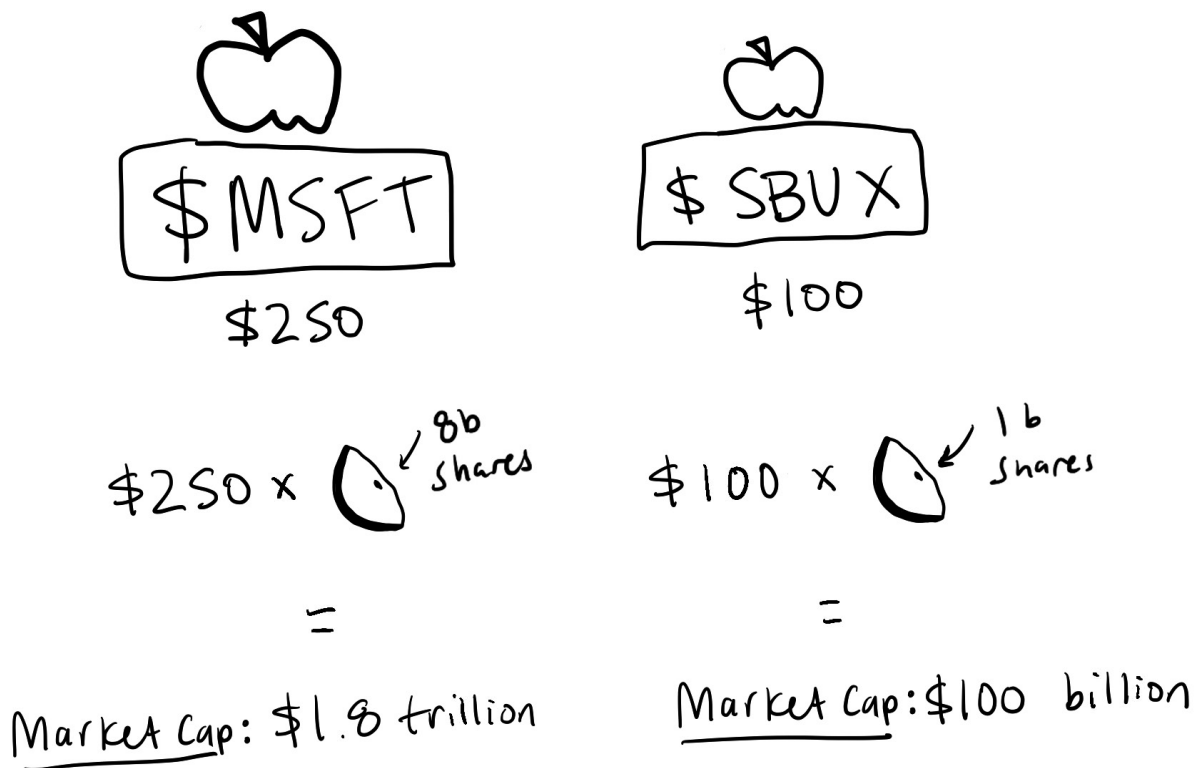 $MSFT
$250
$250 x
8b
shares
=
Market Cap: $1.8 trillion
$ SBUX
$100
$100 x
1b
shares
=
Market Cap: $100 billion